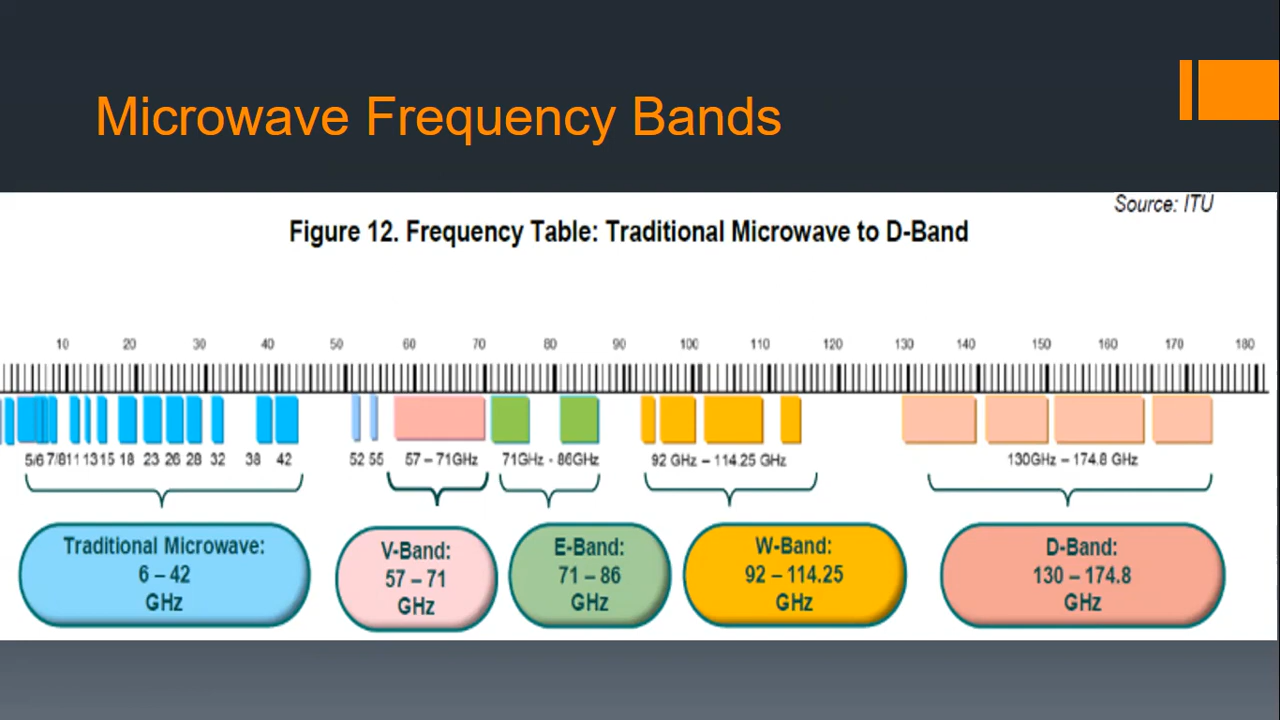 Microwave Frequency Bands
Source: ITU
Figure 12. Frequency Table: Traditional Microwave to D-Band
10 20 30 40 50 60 70 80 90 100 110 120 130 140 150 160 170 180
5/6 7/8 11 13 15 18 23 26 28 32 38 42 52 55 57 – 71GHz 71GHz - 86GHz 92 GHz – 114.25 GHz 130GHz – 174.8 GHz
Traditional Microwave:
6 – 42
GHz
V-Band:
57 – 71
GHz
E-Band:
71 – 86
GHz
W-Band:
92 – 114.25
GHz
D-Band:
130 – 174.8
GHz